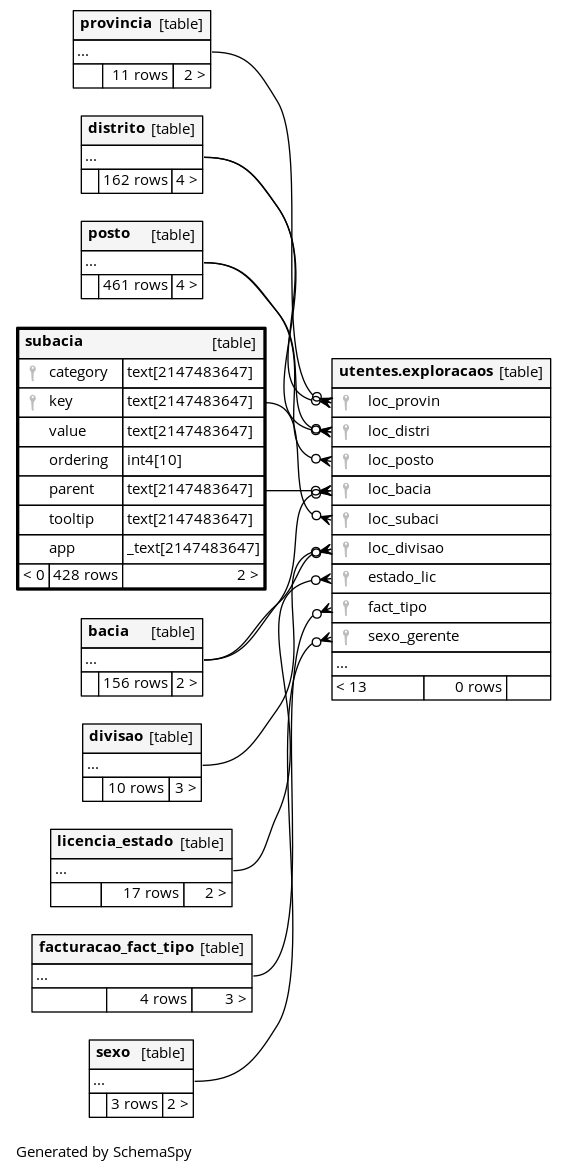 provincia [table]
...
11 rows 2 >
distrito [table]
...
162 rows 4 >
posto [table]
...
461 rows 4 >
subacia [table]
category text[2147483647]
key text[2147483647]
value text[2147483647]
ordering int4[10]
parent text[2147483647]
tooltip text[2147483647]
app _text[2147483647]
< 0 428 rows 2 >
utentes.exploracaos [table]
loc_provin
loc_distri
loc_posto
loc_bacia
loc_subaci
loc_divisao
estado_lic
fact_tipo
sexo_gerente
...
< 13 0 rows
bacia [table]
...
156 rows 2 >
divisao [table]
...
10 rows 3 >
licencia_estado [table]
...
17 rows 2 >
facturacao_fact_tipo [table]
...
4 rows 3 >
sexo [table]
...
3 rows 2 >
Generated by SchemaSpy